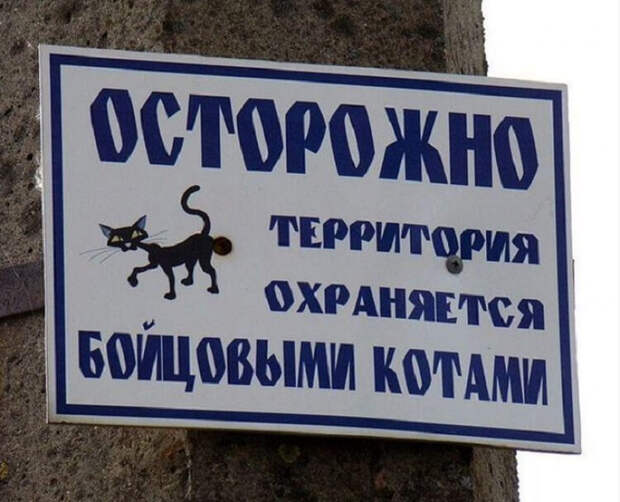 ОСТОРОЖНО
ТЕРРИТОРИЯ
ОХРАНЯЕТСЯ
БОЙЦОВЫМИ КОТАМИ